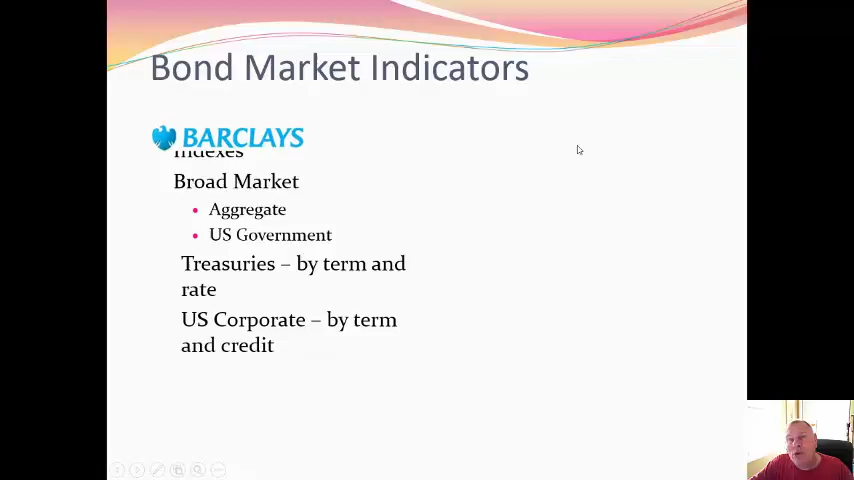 Bond Market Indicators
BARCLAYS
Indexes
Broad Market
• Aggregate
• US Government
Treasuries – by term and
rate
US Corporate – by term
and credit